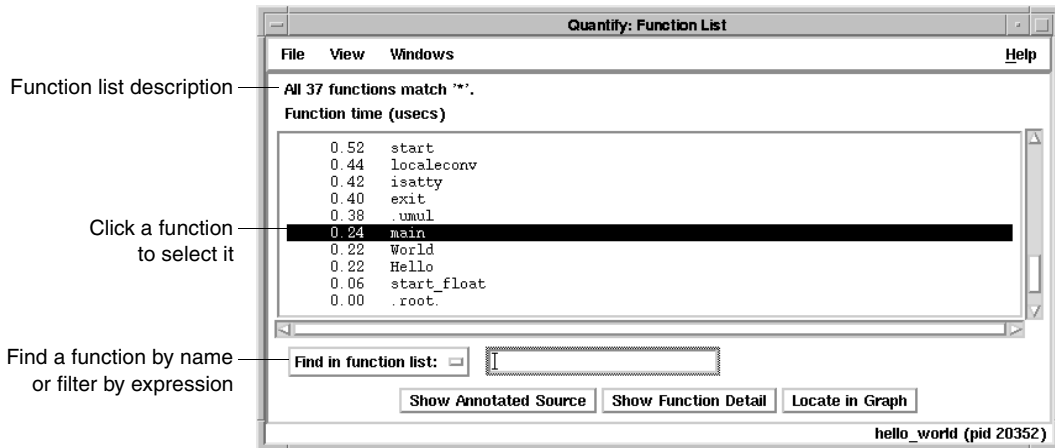 Quantify: Function List
File View Windows Help
Function list description
All 37 functions match '*'.
Function time (usecs)
0.52 start
0.44 localeconv
0.42 isatty
0.40 exit
0.38 .umul
Click a function
to select it
0.24 main
0.22 World
0.22 Hello
0.06 start_float
0.00 .root.
Find a function by name
or filter by expression
Find in function list:
Show Annotated Source Show Function Detail Locate in Graph
hello_world (pid 20352)